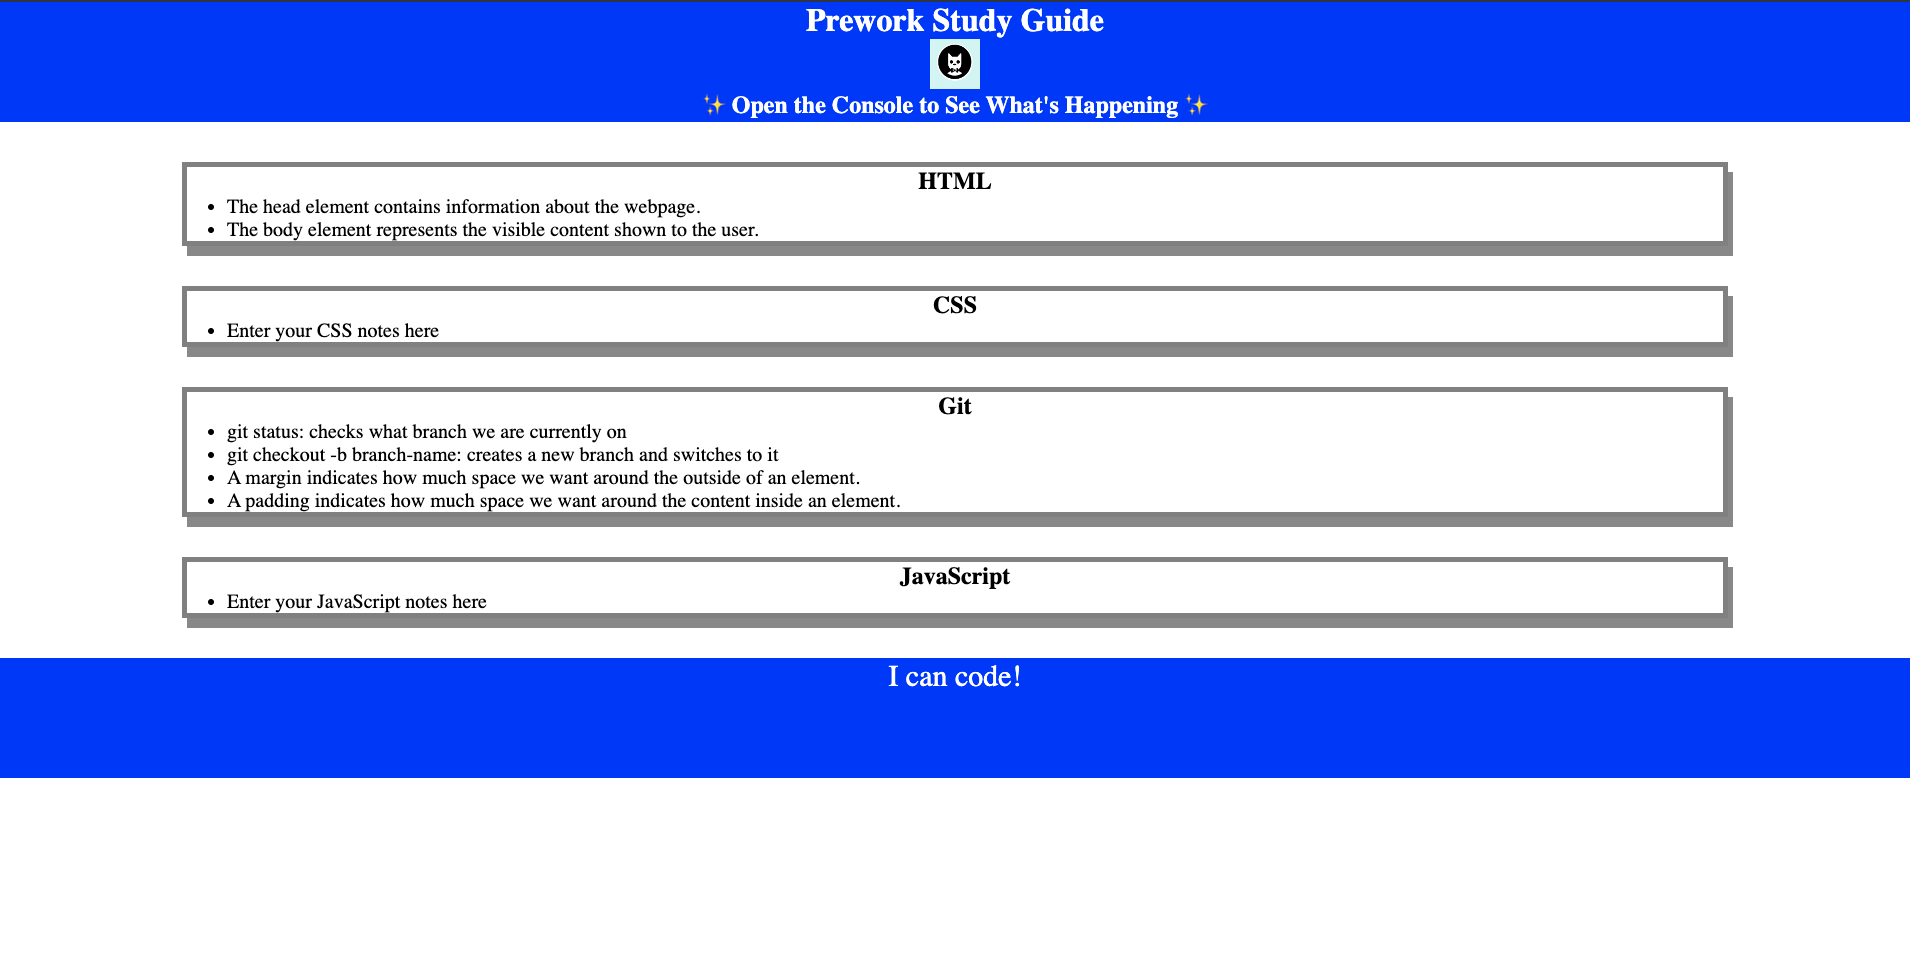 Prework Study Guide
✨ Open the Console to See What's Happening ✨
HTML
• The head element contains information about the webpage.
• The body element represents the visible content shown to the user.
CSS
• Enter your CSS notes here
Git
• git status: checks what branch we are currently on
• git checkout -b branch-name: creates a new branch and switches to it
• A margin indicates how much space we want around the outside of an element.
• A padding indicates how much space we want around the content inside an element.
JavaScript
• Enter your JavaScript notes here
I can code!